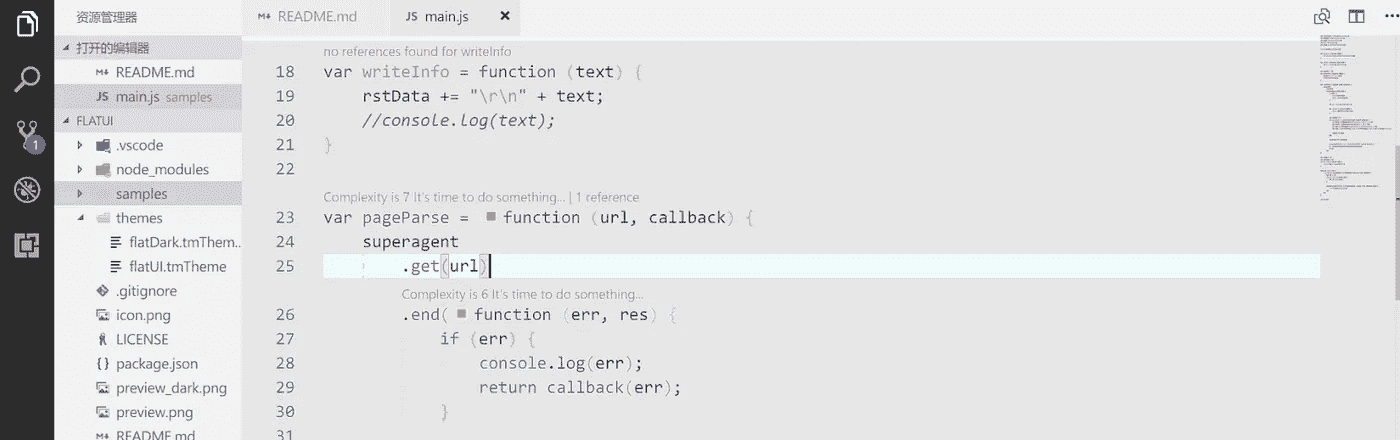 资源管理器
打开的编辑器
README.md
JS main.js samples
FLATUI
.vscode
node_modules
samples
themes
flatDark.tmThem...
flatUI.tmTheme
.gitignore
icon.png
LICENSE
{ } package.json
preview_dark.png
preview.png
README.md
1
README.md
JS main.js ×
no references found for writeInfo
18 var writeInfo = function (text) {
19 rstData += "\r\n" + text;
20 //console.log(text);
21 }
22
Complexity is 7 It's time to do something... | 1 reference
23 var pageParse = function (url, callback) {
24 superagent
25 .get(url)
Complexity is 6 It's time to do something...
26 .end( function (err, res) {
27 if (err) {
28 console.log(err);
29 return callback(err);
30 }
31